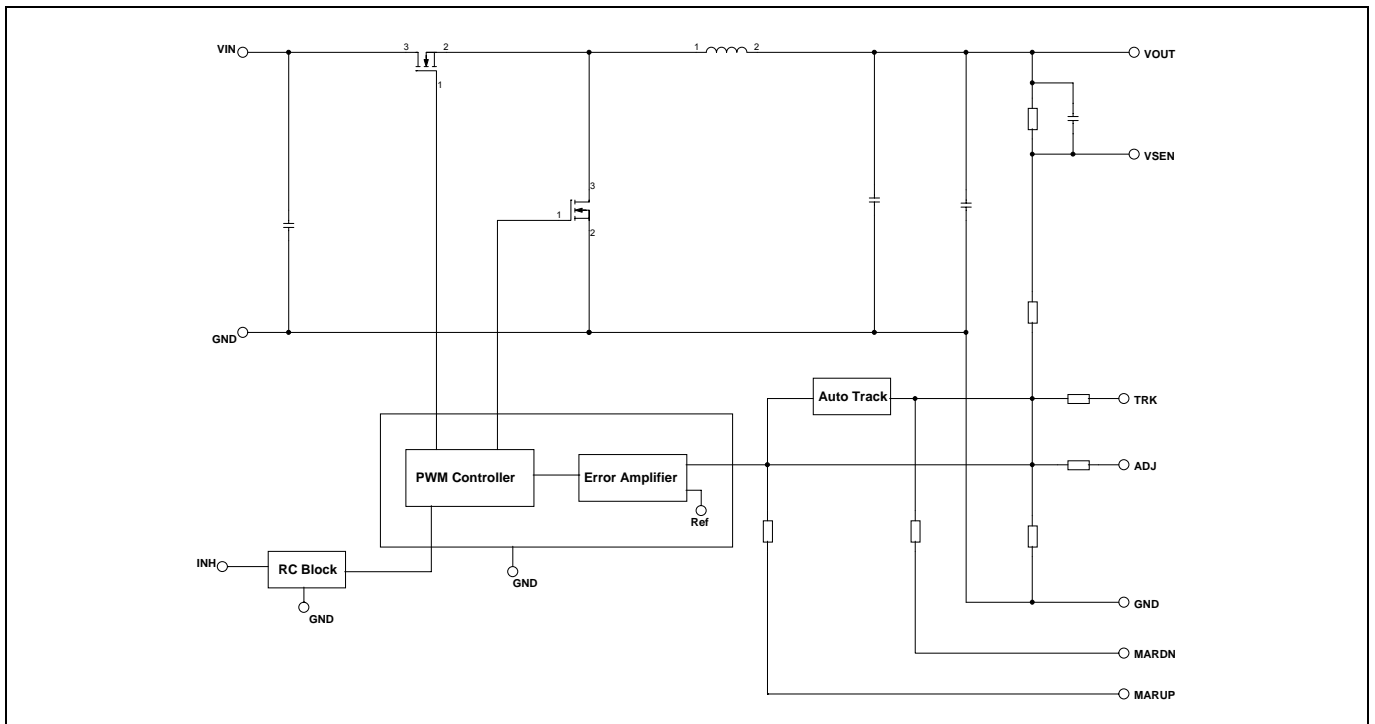 VIN
3 2
1
1 2
VOUT
VSEN
3
1
2
GND
Auto Track
TRK
PWM Controller
Error Amplifier
ADJ
Ref
INH
RC Block
GND
GND
GND
MARDN
MARUP